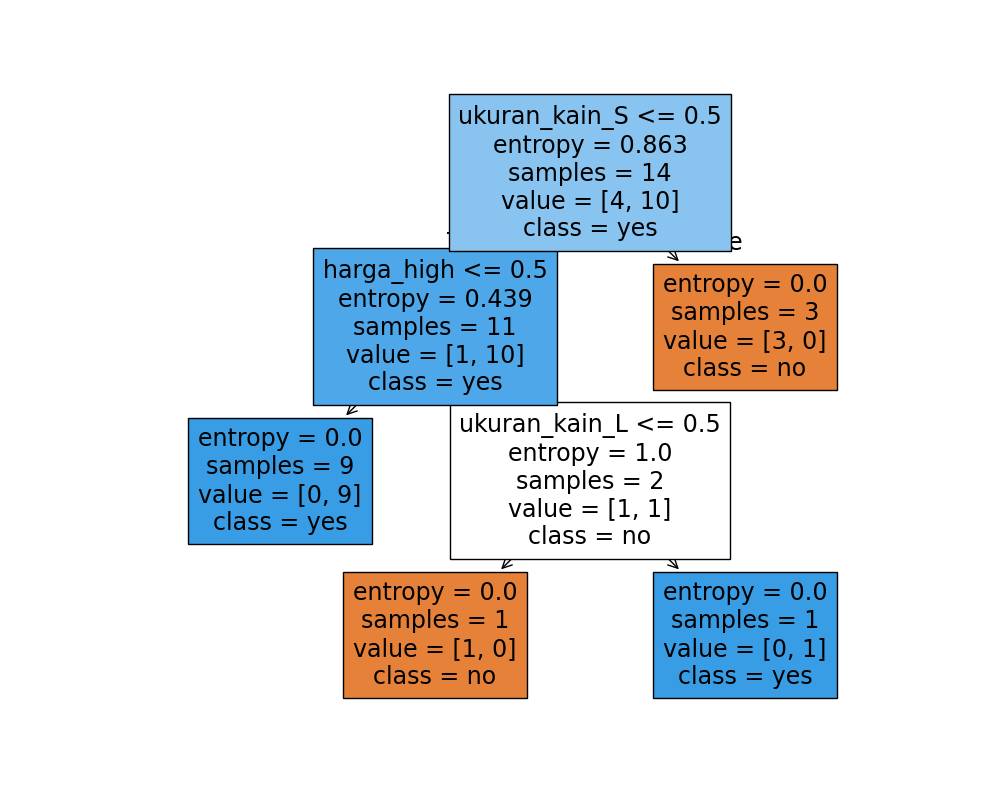 ukuran_kain_S <= 0.5
entropy = 0.863
samples = 14
value = [4, 10]
class = yes
harga_high <= 0.5
entropy = 0.439
samples = 11
value = [1, 10]
class = yes
entropy = 0.0
samples = 3
value = [3, 0]
class = no
entropy = 0.0
samples = 9
value = [0, 9]
class = yes
ukuran_kain_L <= 0.5
entropy = 1.0
samples = 2
value = [1, 1]
class = no
entropy = 0.0
samples = 1
value = [1, 0]
class = no
entropy = 0.0
samples = 1
value = [0, 1]
class = yes